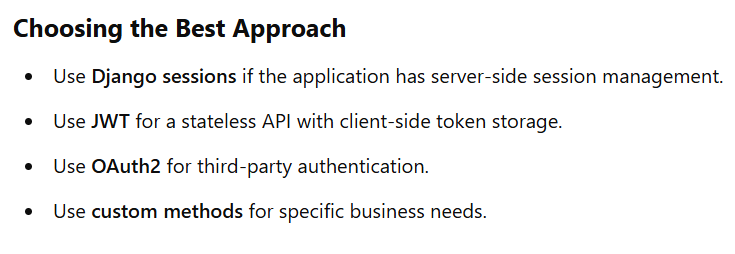 Choosing the Best Approach
• Use Django sessions if the application has server-side session management.
• Use JWT for a stateless API with client-side token storage.
• Use OAuth2 for third-party authentication.
• Use custom methods for specific business needs.